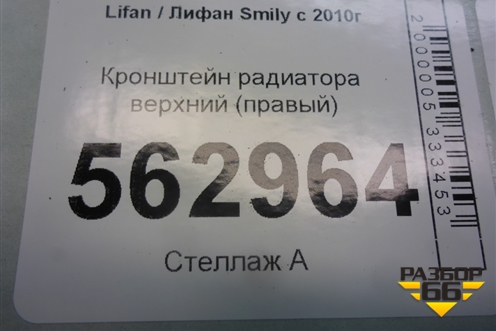 Lifan / Лифан Smily с 2010г
Кронштейн радиатора
верхний (правый)
562964
Стеллаж А
2000005333453
РАЗБОР
66